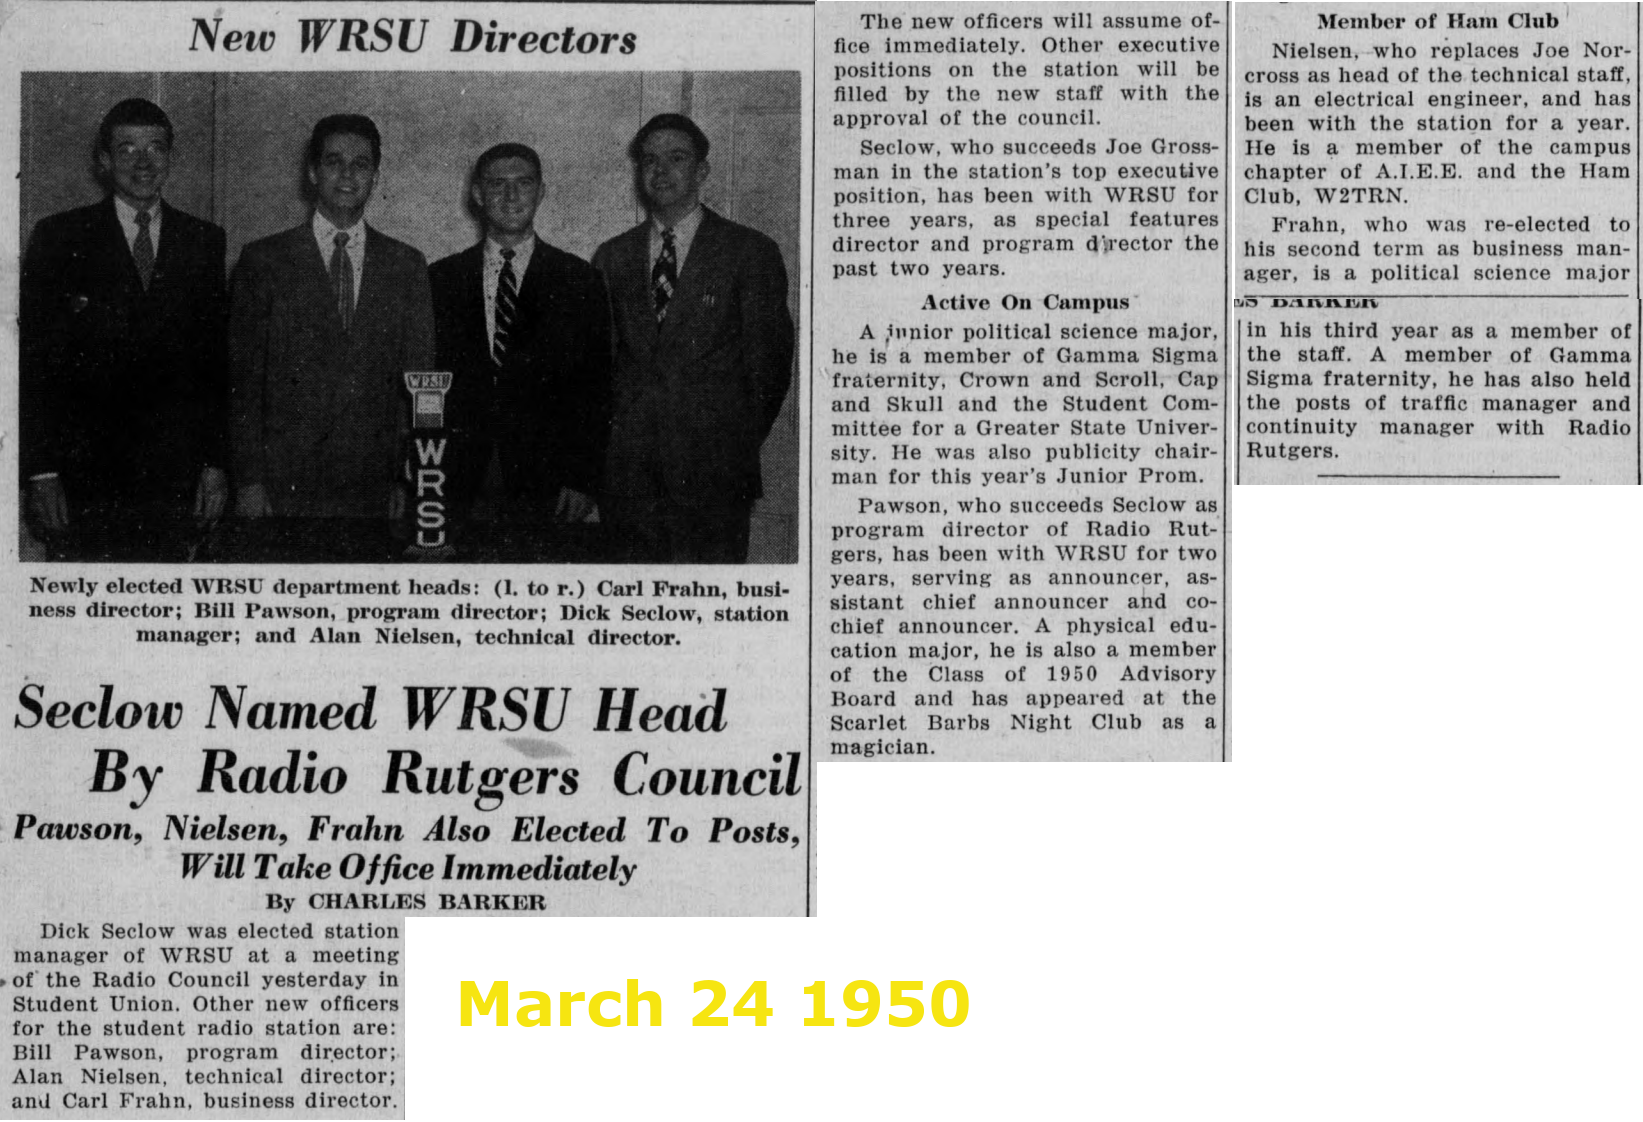 New WRSU Directors
WRSU
WRSU
Newly elected WRSU department heads: (l. to r.) Carl Frahn, busi-
ness director; Bill Pawson, program director; Dick Seclow, station
manager; and Alan Nielsen, technical director.
Seclow Named WRSU Head
By Radio Rutgers Council
Pawson, Nielsen, Frahn Also Elected To Posts,
Will Take Office Immediately
By CHARLES BARKER
Dick Seclow was elected station
manager of WRSU at a meeting
of the Radio Council yesterday in
Student Union. Other new officers
for the student radio station are:
Bill Pawson, program director;
Alan Nielsen, technical director;
and Carl Frahn, business director.
The new officers will assume of-
fice immediately. Other executive
positions on the station will be
filled by the new staff with the
approval of the council.
Seclow, who succeeds Joe Gross-
man in the station's top executive
position, has been with WRSU for
three years, as special features
director and program director the
past two years.
Active On Campus
A junior political science major,
he is a member of Gamma Sigma
fraternity, Crown and Scroll, Cap
and Skull and the Student Com-
mittee for a Greater State Univer-
sity. He was also publicity chair-
man for this year's Junior Prom.
Pawson, who succeeds Seclow as
program director of Radio Rut-
gers, has been with WRSU for two
years, serving as announcer, as-
sistant chief announcer and co-
chief announcer. A physical edu-
cation major, he is also a member
of the Class of 1950 Advisory
Board and has appeared at the
Scarlet Barbs Night Club as a
magician.
Member of Ham Club
Nielsen, who replaces Joe Nor-
cross as head of the technical staff,
is an electrical engineer, and has
been with the station for a year.
He is a member of the campus
chapter of A.I.E.E. and the Ham
Club, W2TRN.
Frahn, who was re-elected to
his second term as business man-
ager, is a political science major
BARKER
in his third year as a member of
the staff. A member of Gamma
Sigma fraternity, he has also held
the posts of traffic manager and
continuity manager with Radio
Rutgers.
March 24 1950